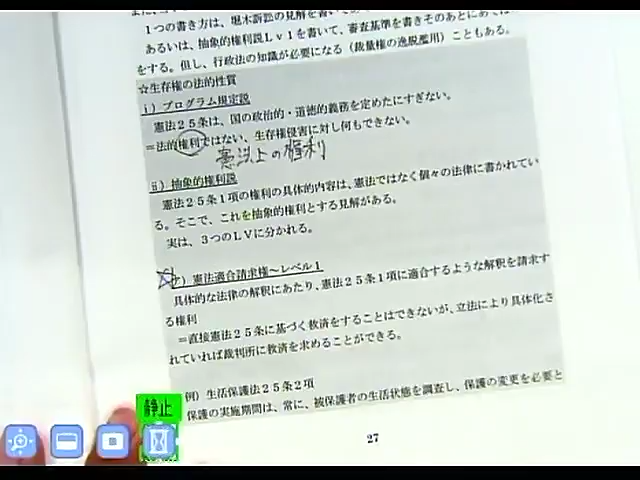 １つの書き方は、堀木訴訟の見解を書いて
あるいは、抽象的権利説Ｌｖ１を書いて、審査基準を書きそのあとにあて
をする。但し、行政法の知識が必要になる（裁量権の逸脱濫用）こともある。
☆生存権の法的性質
ⅰ）プログラム規定説
憲法２５条は、国の政治的・道徳的義務を定めたにすぎない。
＝法的権利ではない、生存権侵害に対し何もできない。
憲法上の権利
ⅱ）抽象的権利説
憲法２５条１項の権利の具体的内容は、憲法ではなく個々の法律に書かれてい
る。そこで、これを抽象的権利とする見解がある。
実は、３つのＬＶに分かれる。
ア）憲法適合請求権～レベル１
具体的な法律の解釈にあたり、憲法２５条１項に適合するような解釈を請求す
る権利
＝直接憲法２５条に基づく救済をすることはできないが、立法により具体化さ
れていれば裁判所に救済を求めることができる。
例）生活保護法２５条２項
保護の実施期間は、常に、被保護者の生活状態を調査し、保護の変更を必要と
静止
27